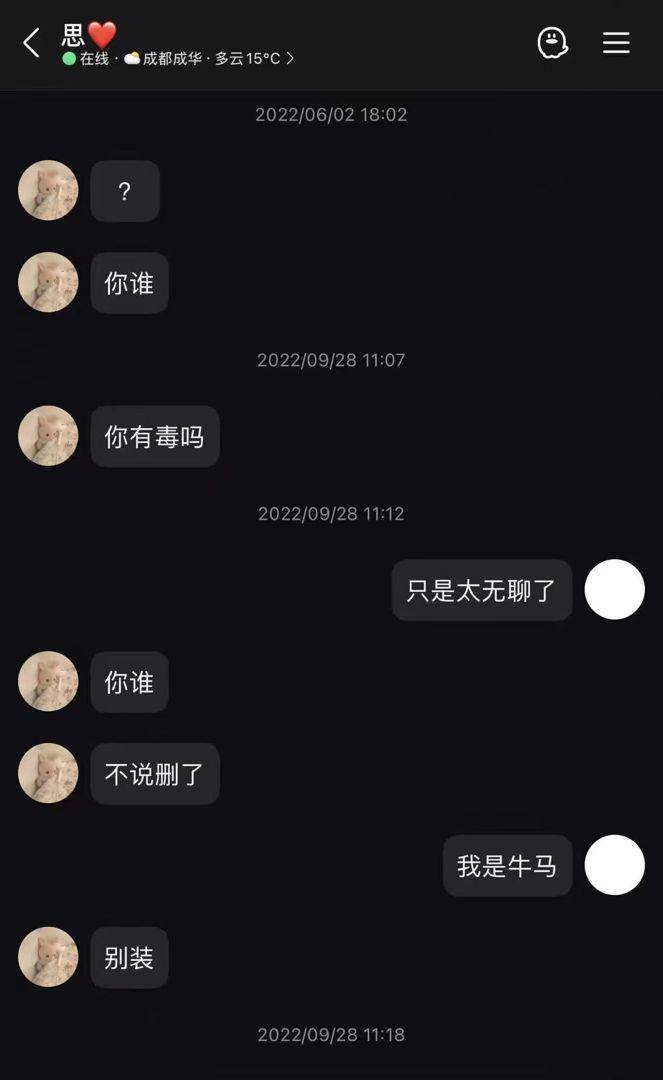 思❤️
在线 · 成都成华 · 多云 15°C
2022/06/02 18:02
？
你谁
2022/09/28 11:07
你有毒吗
2022/09/28 11:12
只是太无聊了
你谁
不说删了
我是牛马
别装
2022/09/28 11:18